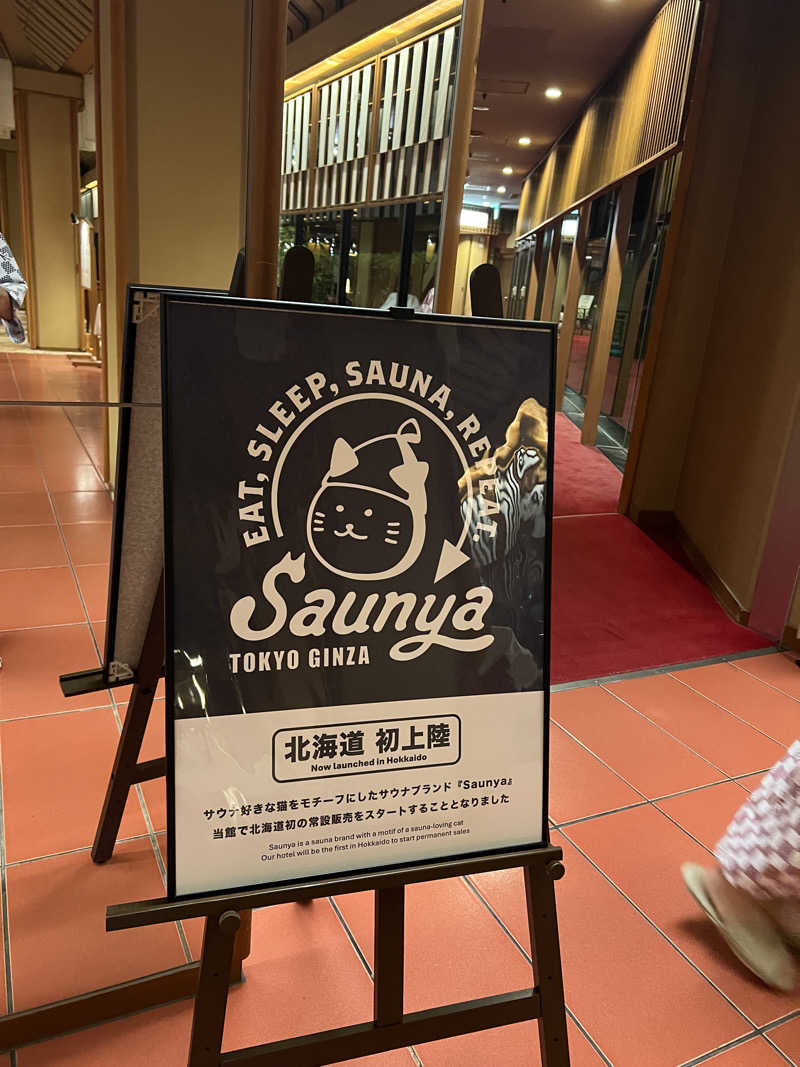 EAT, SLEEP, SAUNA, REPEAT.
Saunya
TOKYO GINZA
北海道 初上陸
Now launched in Hokkaido
サウナ好きな猫をモチーフにしたサウナブランド『Saunya』
当館で北海道初の常設販売をスタートすることとなりました
Saunya is a sauna brand with a motif of a sauna-loving cat
Our hotel will be the first in Hokkaido to start permanent sales